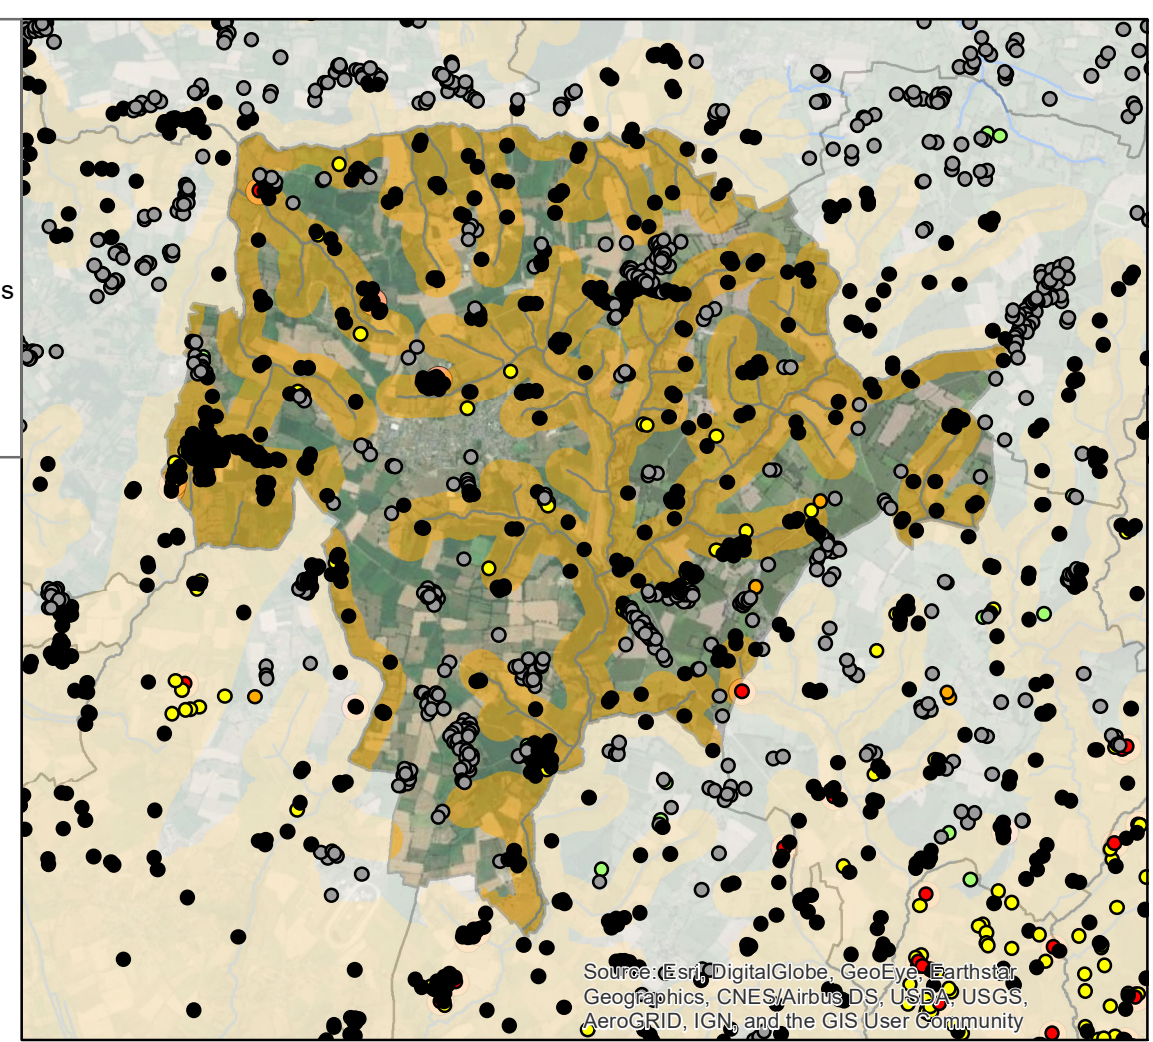 s
Source: Esri, DigitalGlobe, GeoEye, Earthstar
Geographics, CNES/Airbus DS, USDA, USGS,
AeroGRID, IGN, and the GIS User Community